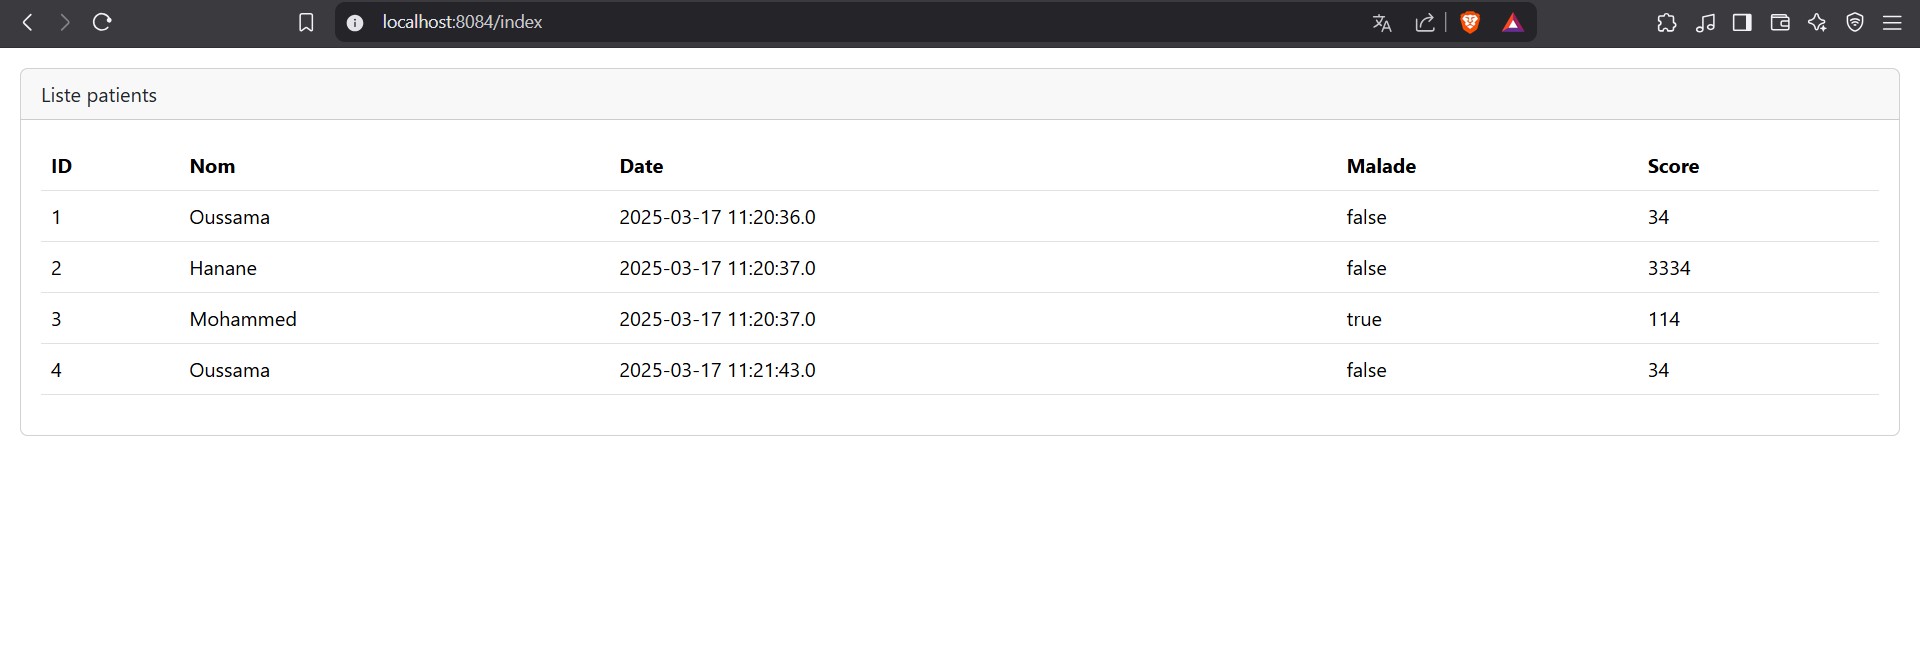 localhost:8084/index
Liste patients
ID Nom Date Malade Score
1 Oussama 2025-03-17 11:20:36.0 false 34
2 Hanane 2025-03-17 11:20:37.0 false 3334
3 Mohammed 2025-03-17 11:20:37.0 true 114
4 Oussama 2025-03-17 11:21:43.0 false 34